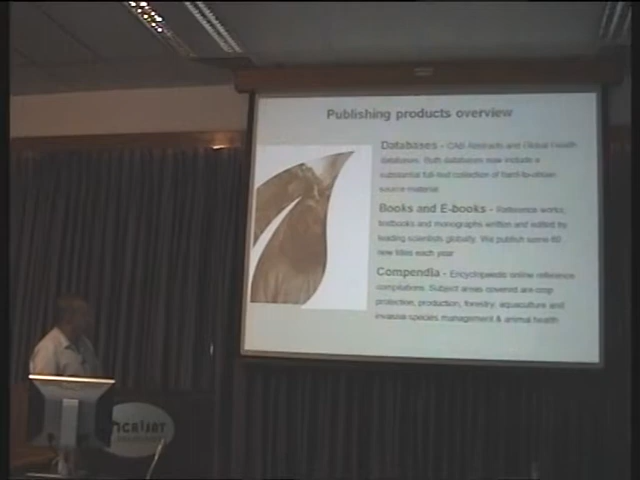 Publishing products overview
Databases - CAB Abstracts and Global Health
databases. Both databases now include a
substantial full-text collection of hard-to-obtain
source material
Books and E-books - Reference works,
textbooks and monographs written and edited by
leading scientists globally. We publish some 60
new titles each year
Compendia - Encyclopaedic online reference
compilations. Subject areas covered are crop
protection, production, forestry, aquaculture and
invasive species management & animal health
ICRISAT